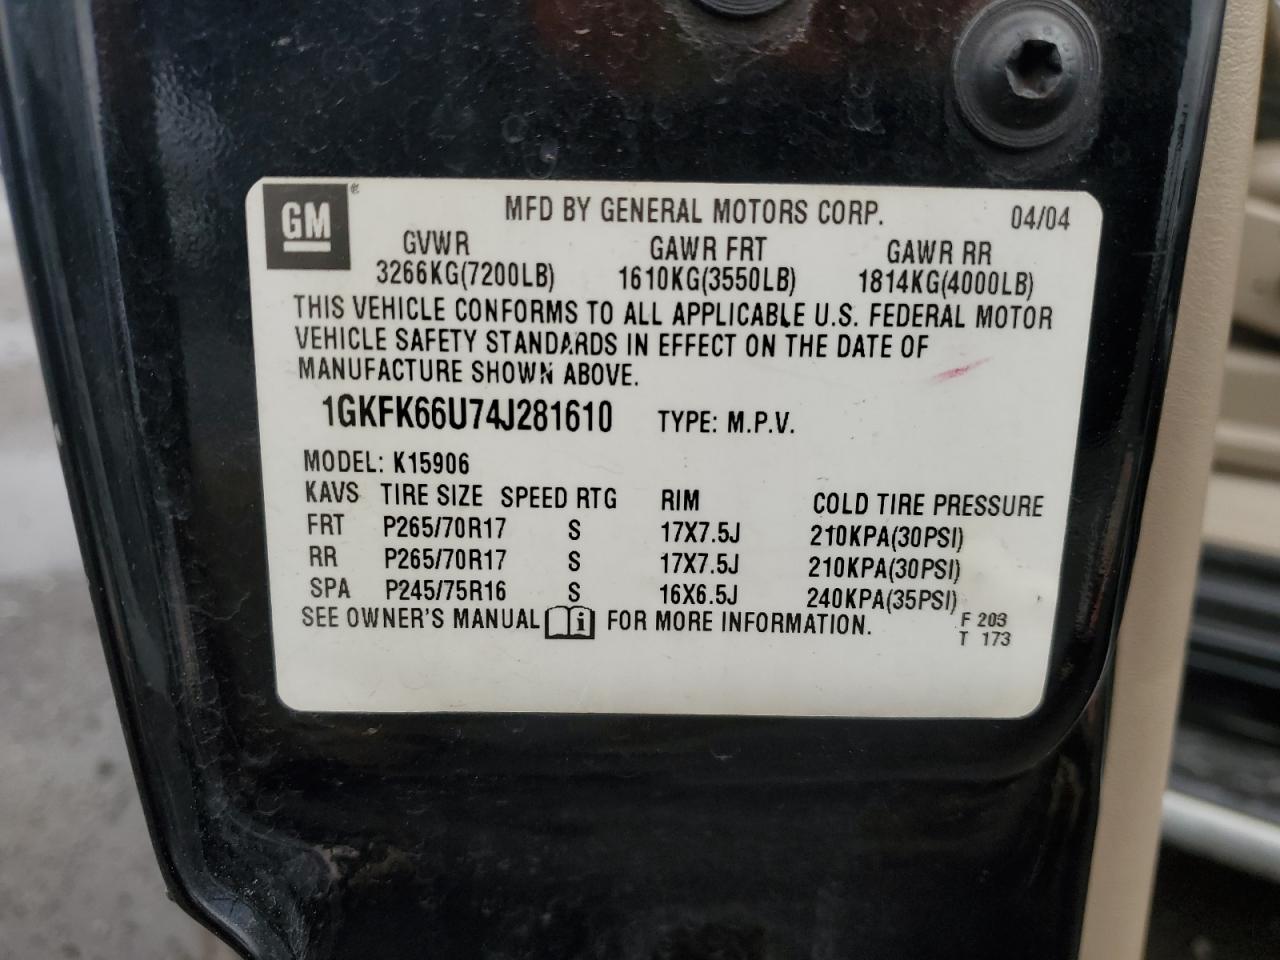 GM ®
MFD BY GENERAL MOTORS CORP. 04/04
GVWR GAWR FRT GAWR RR
3266KG(7200LB) 1610KG(3550LB) 1814KG(4000LB)
THIS VEHICLE CONFORMS TO ALL APPLICABLE U.S. FEDERAL MOTOR
VEHICLE SAFETY STANDARDS IN EFFECT ON THE DATE OF
MANUFACTURE SHOWN ABOVE.
1GKFK66U74J281610 TYPE: M.P.V.
MODEL: K15906
KAVS TIRE SIZE SPEED RTG RIM COLD TIRE PRESSURE
FRT P265/70R17 S 17X7.5J 210KPA(30PSI)
RR P265/70R17 S 17X7.5J 210KPA(30PSI)
SPA P245/75R16 S 16X6.5J 240KPA(35PSI)
SEE OWNER'S MANUAL i FOR MORE INFORMATION. F 203
T 173